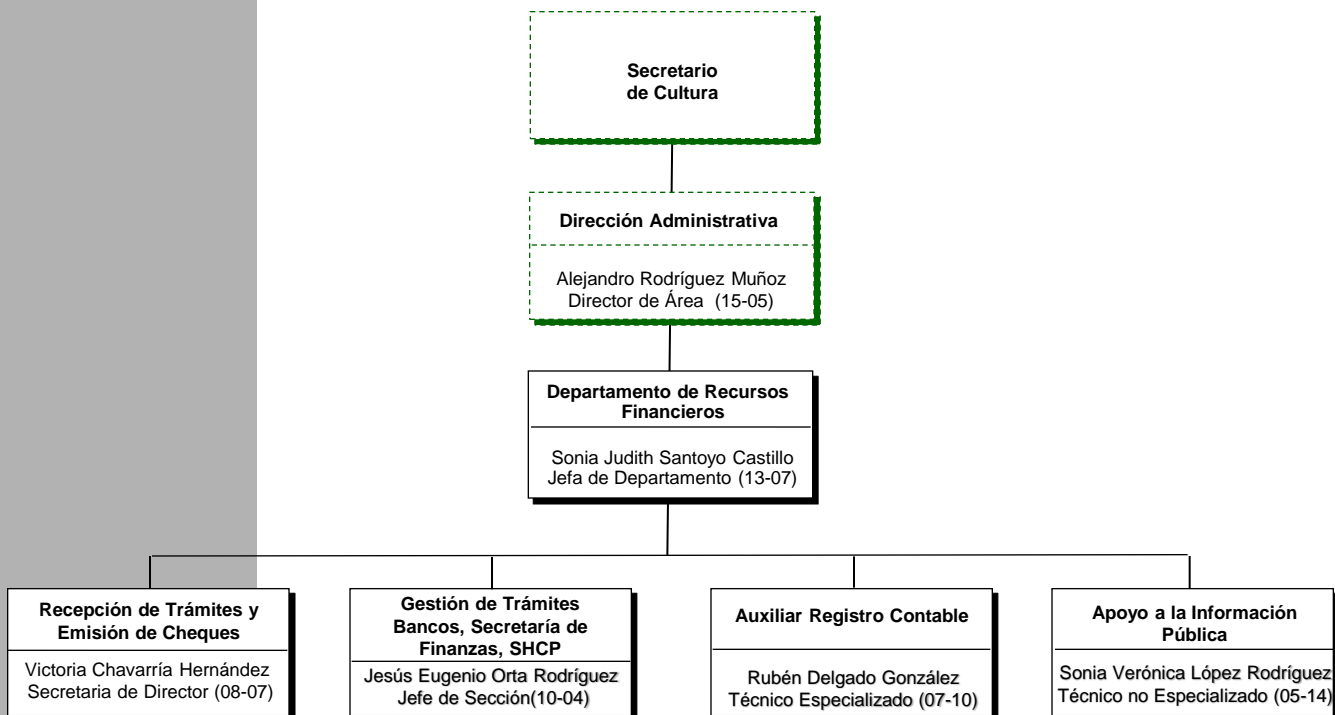 Secretario
de Cultura
Dirección Administrativa
Alejandro Rodríguez Muñoz
Director de Área  (15-05)
Departamento de Recursos
Financieros
Sonia Judith Santoyo Castillo
Jefa de Departamento (13-07)
Recepción de Trámites y
Emisión de Cheques
Victoria Chavarría Hernández
Secretaria de Director (08-07)
Gestión de Trámites
Bancos, Secretaría de
Finanzas, SHCP
Jesús Eugenio Orta Rodríguez
Jefe de Sección(10-04)
Auxiliar Registro Contable
Rubén Delgado González
Técnico Especializado (07-10)
Apoyo a la Información
Pública
Sonia Verónica López Rodríguez
Técnico no Especializado (05-14)